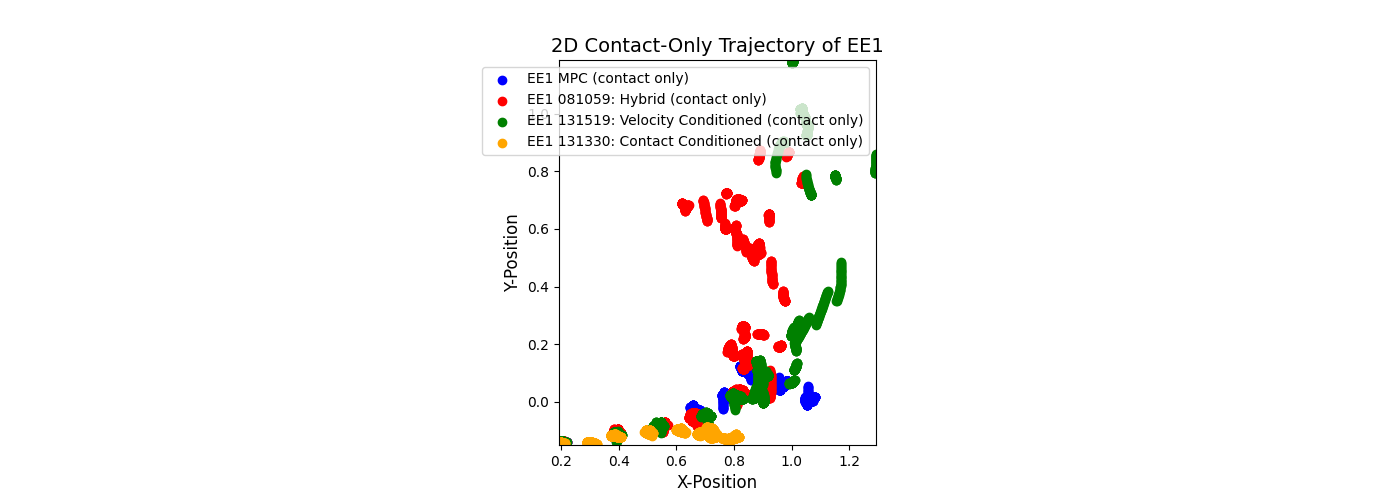 2D Contact-Only Trajectory of EE1
EE1 MPC (contact only)
EE1 081059: Hybrid (contact only)
EE1 131519: Velocity Conditioned (contact only)
EE1 131330: Contact Conditioned (contact only)
1.0
0.8
0.6
0.4
0.2
0.0
Y-Position
0.2 0.4 0.6 0.8 1.0 1.2
X-Position